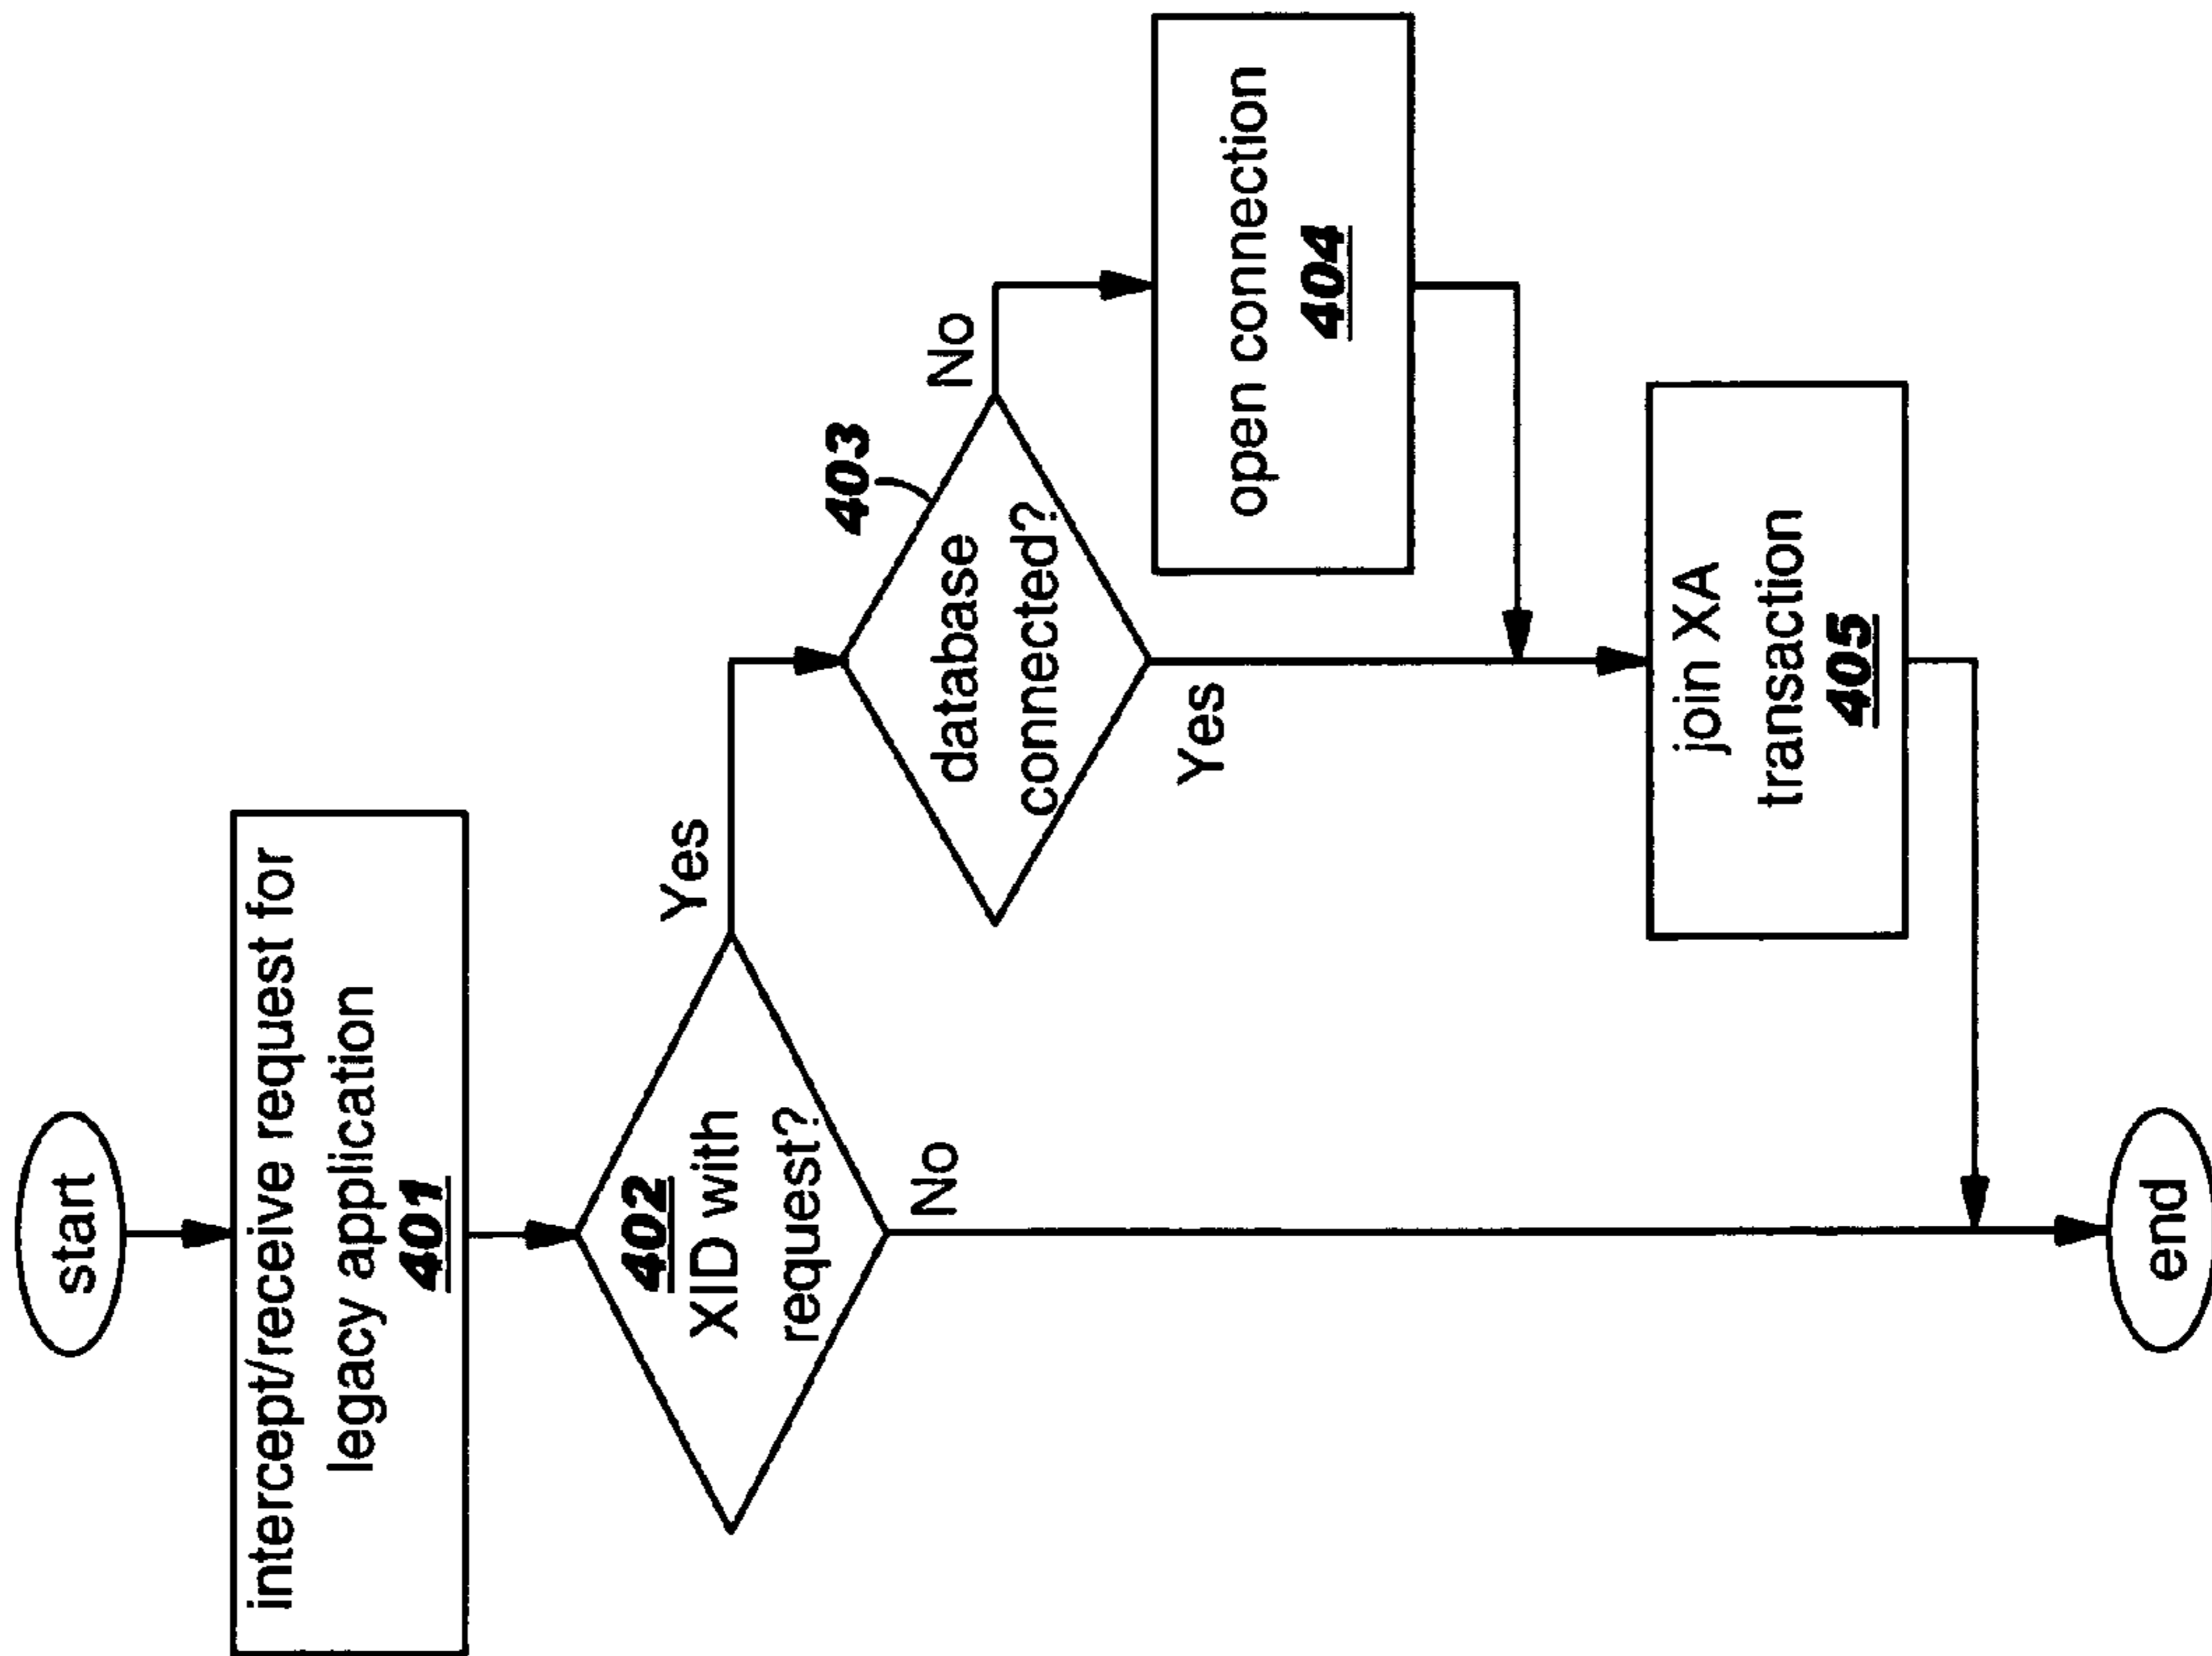 start
intercept/receive request for
legacy application
401
402
XID with
request?
Yes
No
403
database
connected?
No
Yes
open connection
404
join XA
transaction
405
end